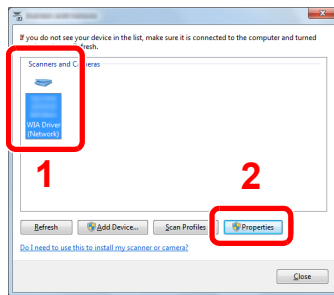 If you do not see your device in the list, make sure it is connected to the computer and turned
fresh.
Scanners and Cameras
WIA Driver
(Network)
1
2
Refresh
Add Device...
Scan Profiles
Properties
Do I need to use this to install my scanner or camera?
Close